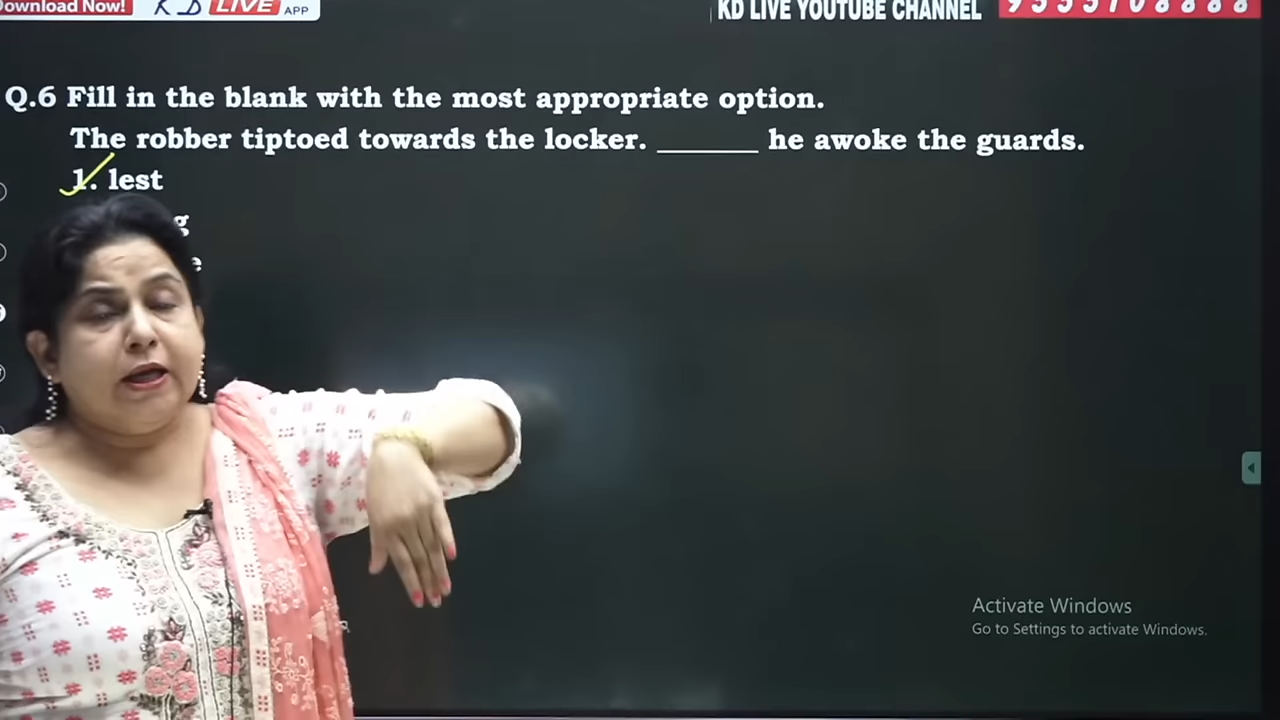 Download Now! KD LIVE APP
KD LIVE YOUTUBE CHANNEL
Q.6 Fill in the blank with the most appropriate option.
The robber tiptoed towards the locker. ______ he awoke the guards.
1. lest
Activate Windows
Go to Settings to activate Windows.